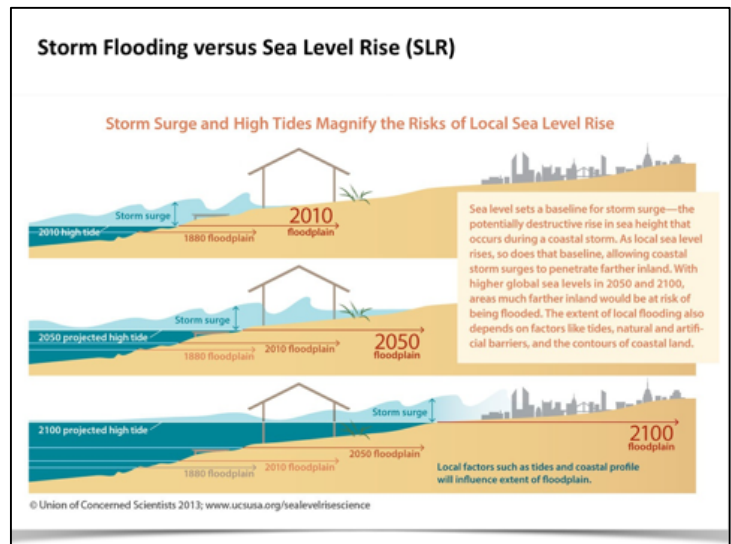 Storm Flooding versus Sea Level Rise (SLR)
Storm Surge and High Tides Magnify the Risks of Local Sea Level Rise
Storm surge
2010 high tide
1880 floodplain
2010
floodplain
Sea level sets a baseline for storm surge—the
potentially destructive rise in sea height that
occurs during a coastal storm. As local sea level
rises, so does that baseline, allowing coastal
storm surges to penetrate farther inland. With
higher global sea levels in 2050 and 2100,
areas much farther inland would be at risk of
being flooded. The extent of local flooding also
depends on factors like tides, natural and artifi-
cial barriers, and the contours of coastal land.
Storm surge
2050 projected high tide
1880 floodplain
2010 floodplain
2050
floodplain
Storm surge
2100 projected high tide
1880 floodplain
2010 floodplain
2050 floodplain
2100
floodplain
Local factors such as tides and coastal profile
will influence extent of floodplain.
© Union of Concerned Scientists 2013; www.ucsusa.org/sealevelrisescience